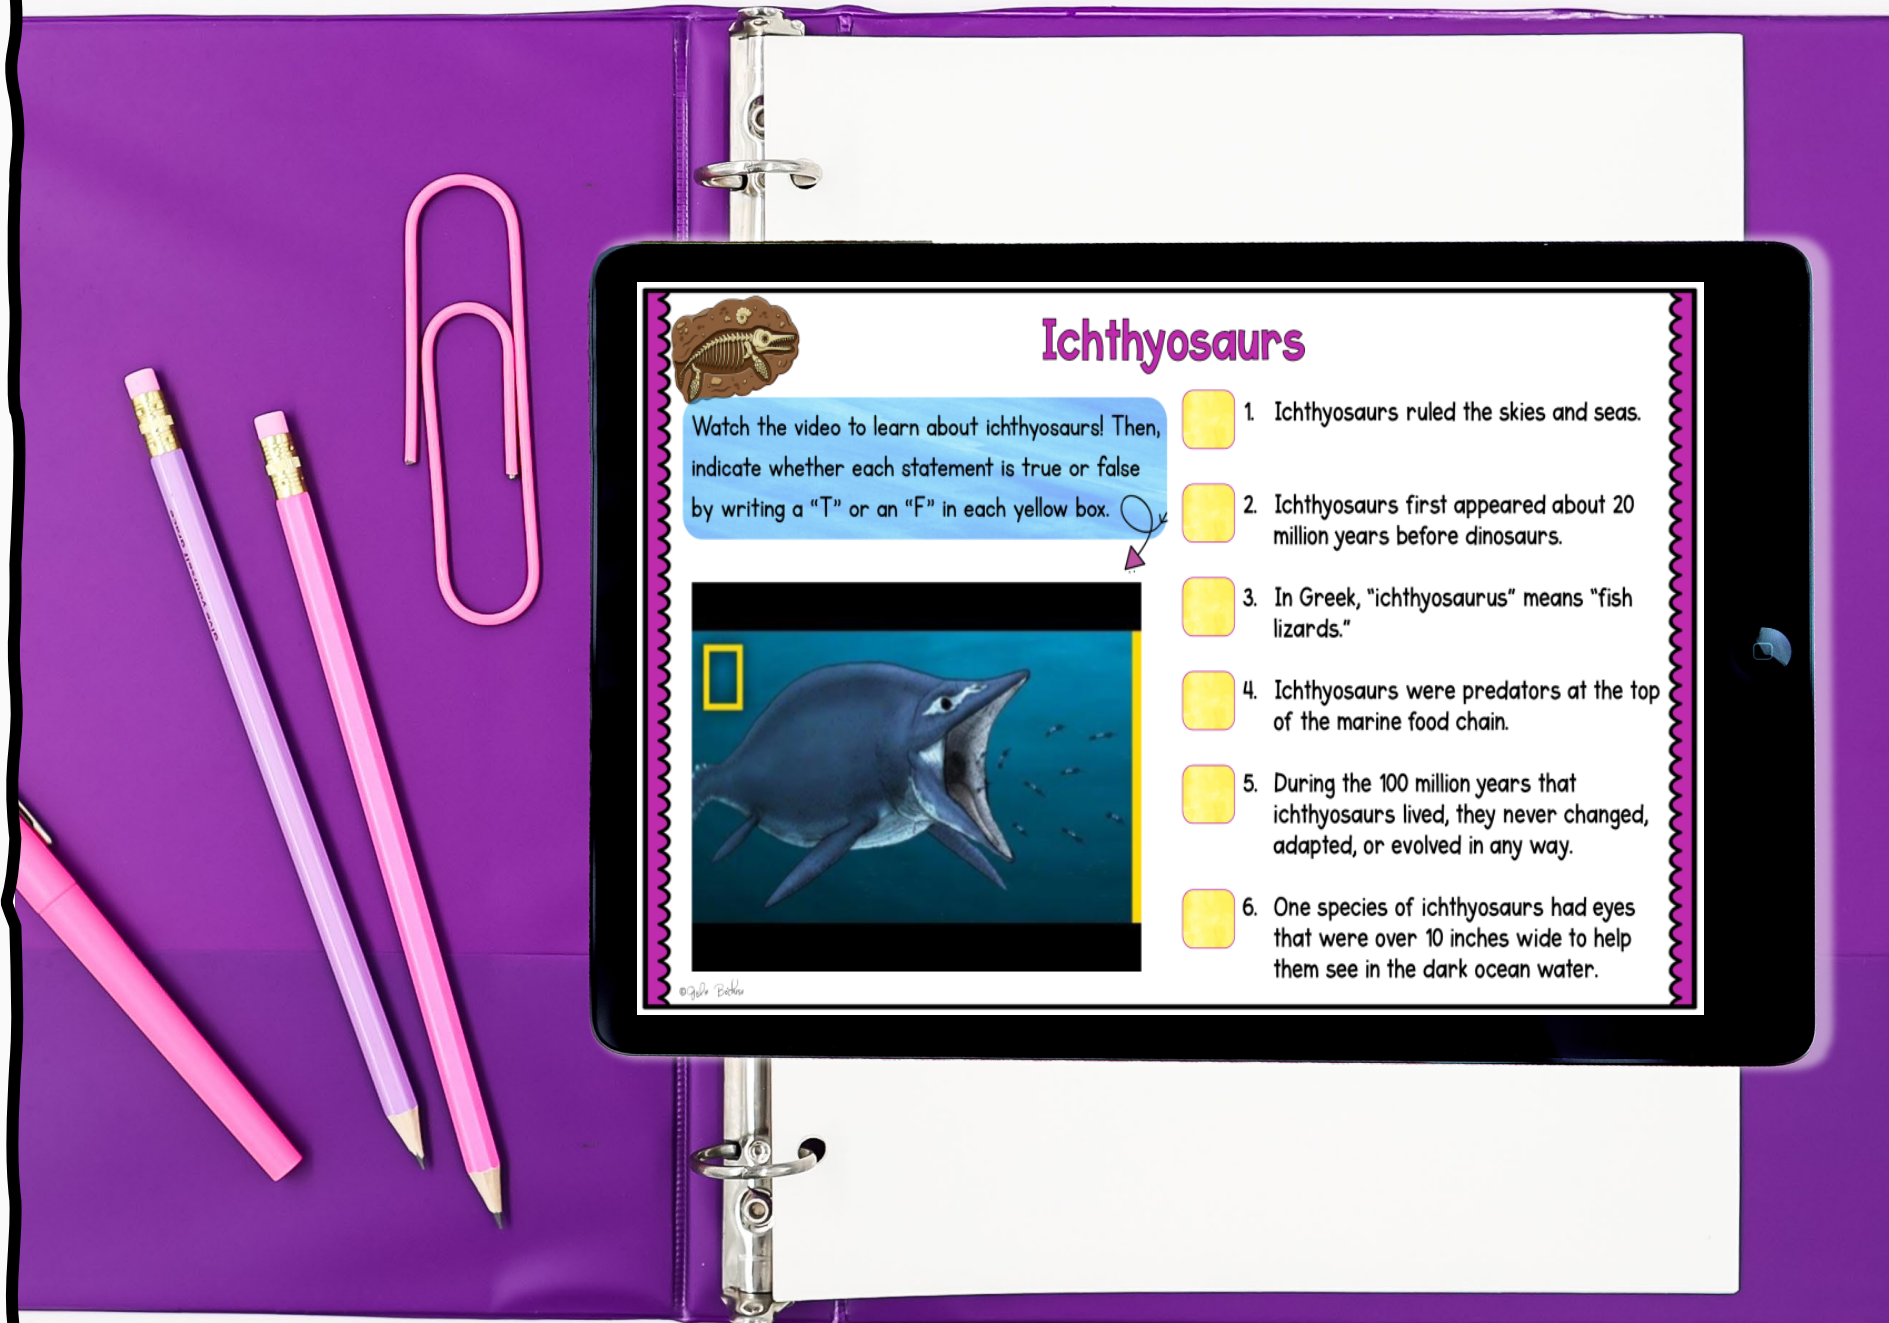 Ichthyosaurs
Watch the video to learn about ichthyosaurs! Then,
indicate whether each statement is true or false
by writing a “T” or an “F” in each yellow box.
1. Ichthyosaurs ruled the skies and seas.
2. Ichthyosaurs first appeared about 20
million years before dinosaurs.
3. In Greek, “ichthyosaurus” means “fish
lizards.”
4. Ichthyosaurs were predators at the top
of the marine food chain.
5. During the 100 million years that
ichthyosaurs lived, they never changed,
adapted, or evolved in any way.
6. One species of ichthyosaurs had eyes
that were over 10 inches wide to help
them see in the dark ocean water.